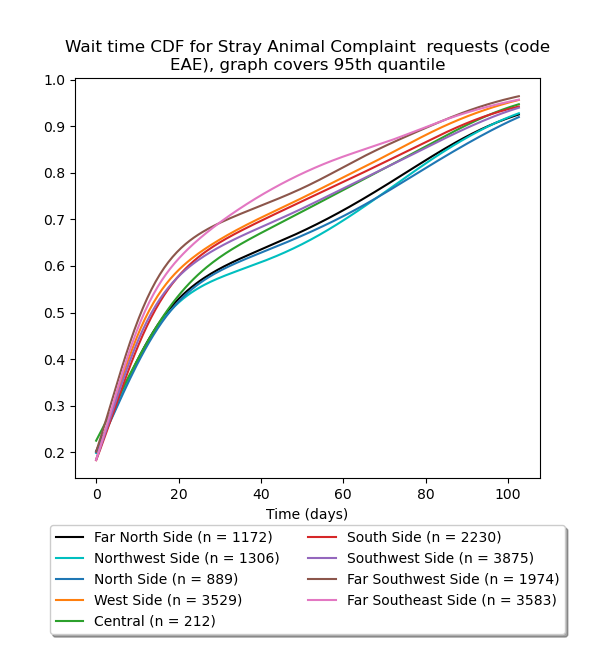 Wait time CDF for Stray Animal Complaint  requests (code
EAE), graph covers 95th quantile
1.0
0.9
0.8
0.7
0.6
0.5
0.4
0.3
0.2
0 20 40 60 80 100
Time (days)
Far North Side (n = 1172)
Northwest Side (n = 1306)
North Side (n = 889)
West Side (n = 3529)
Central (n = 212)
South Side (n = 2230)
Southwest Side (n = 3875)
Far Southwest Side (n = 1974)
Far Southeast Side (n = 3583)